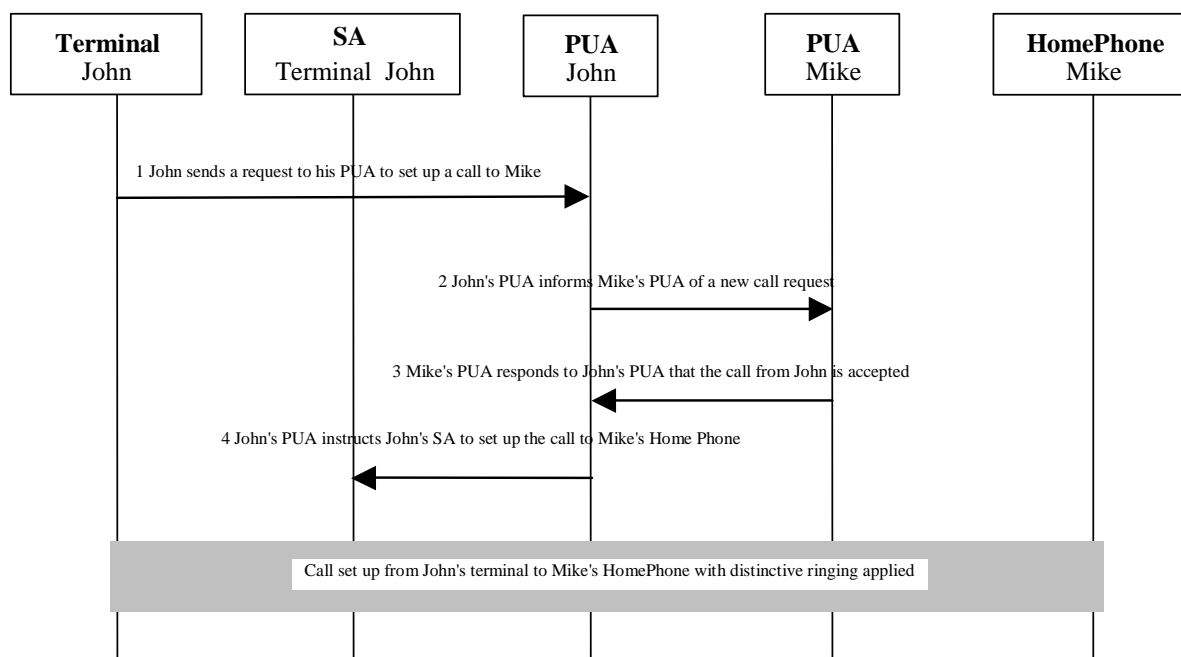 Terminal
John
SA
Terminal John
PUA
John
PUA
Mike
HomePhone
Mike
1 John sends a request to his PUA to set up a call to Mike
2 John's PUA informs Mike's PUA of a new call request
3 Mike's PUA responds to John's PUA that the call from John is accepted
4 John's PUA instructs John's SA to set up the call to Mike's Home Phone
Call set up from John's terminal to Mike's HomePhone with distinctive ringing applied